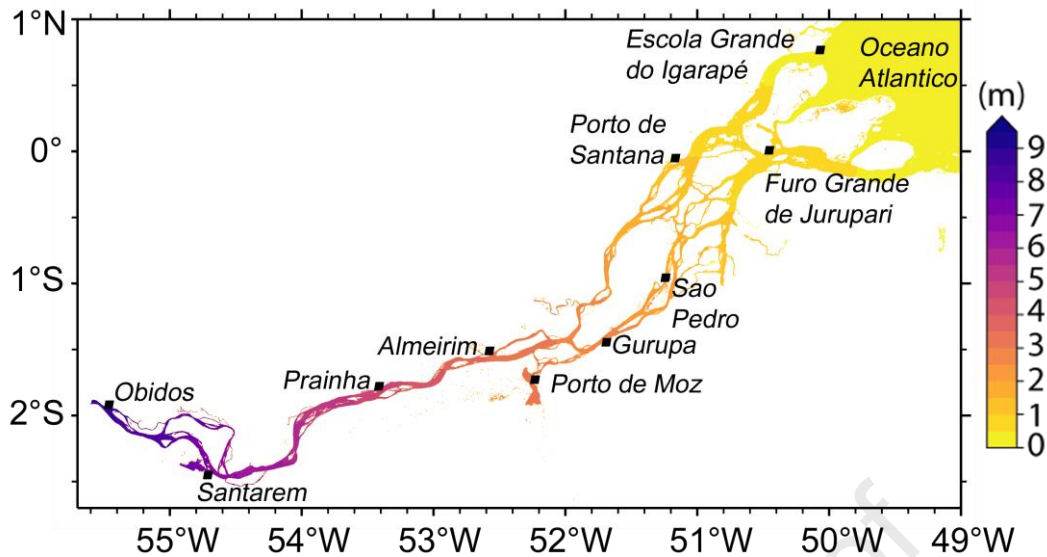 1°N
0°
1°S
2°S
Escola Grande
do Igarapé
Oceano
Atlantico
Porto de
Santana
Furo Grande
de Jurupari
Sao
Pedro
Almeirim
Gurupa
Prainha
Porto de Moz
Obidos
Santarem
55°W
54°W
53°W
52°W
51°W
50°W
49°W
(m)
9
8
7
6
5
4
3
2
1
0